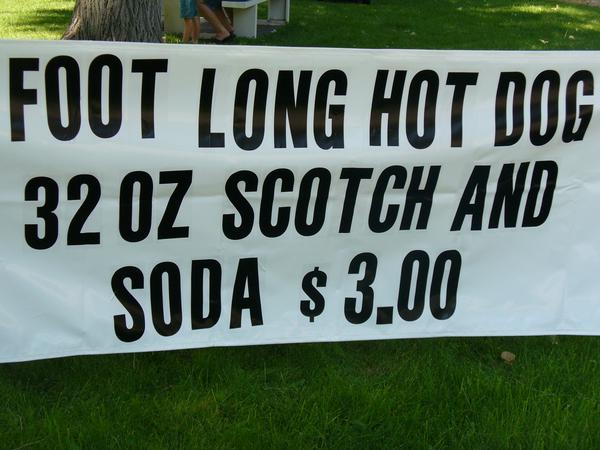 FOOT LONG HOT DOG
32 OZ SCOTCH AND
SODA $ 3.00